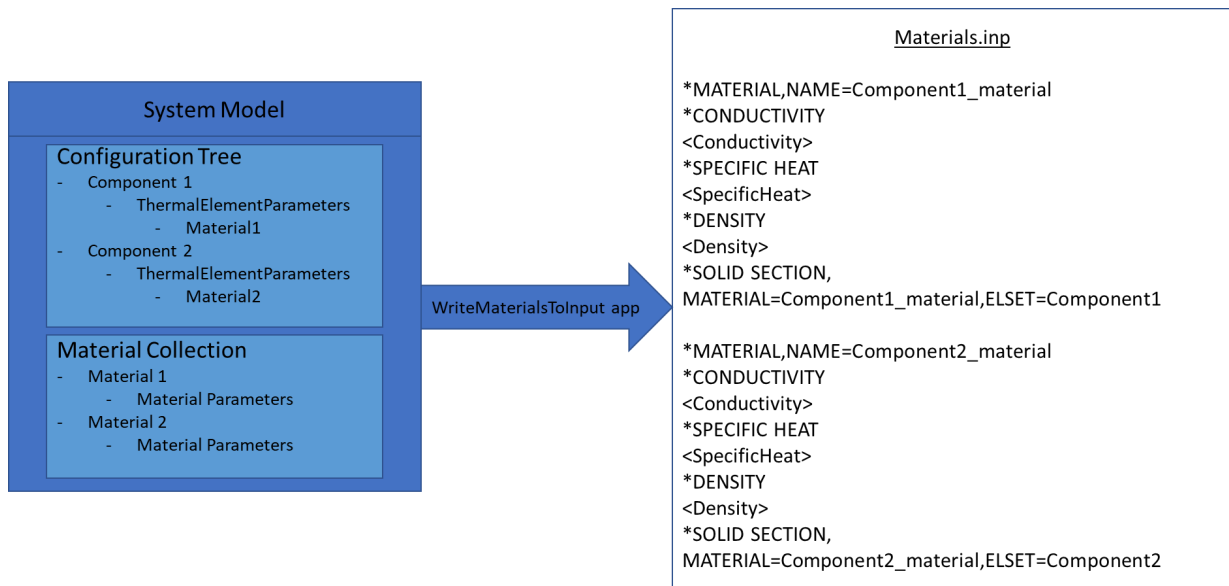 System Model
Configuration Tree
- Component 1
- ThermalElementParameters
- Material1
- Component 2
- ThermalElementParameters
- Material2
Material Collection
- Material 1
- Material Parameters
- Material 2
- Material Parameters
WriteMaterialsToInput app
Materials.inp
*MATERIAL,NAME=Component1_material
*CONDUCTIVITY
<Conductivity>
*SPECIFIC HEAT
<SpecificHeat>
*DENSITY
<Density>
*SOLID SECTION,
MATERIAL=Component1_material,ELSET=Component1
*MATERIAL,NAME=Component2_material
*CONDUCTIVITY
<Conductivity>
*SPECIFIC HEAT
<SpecificHeat>
*DENSITY
<Density>
*SOLID SECTION,
MATERIAL=Component2_material,ELSET=Component2